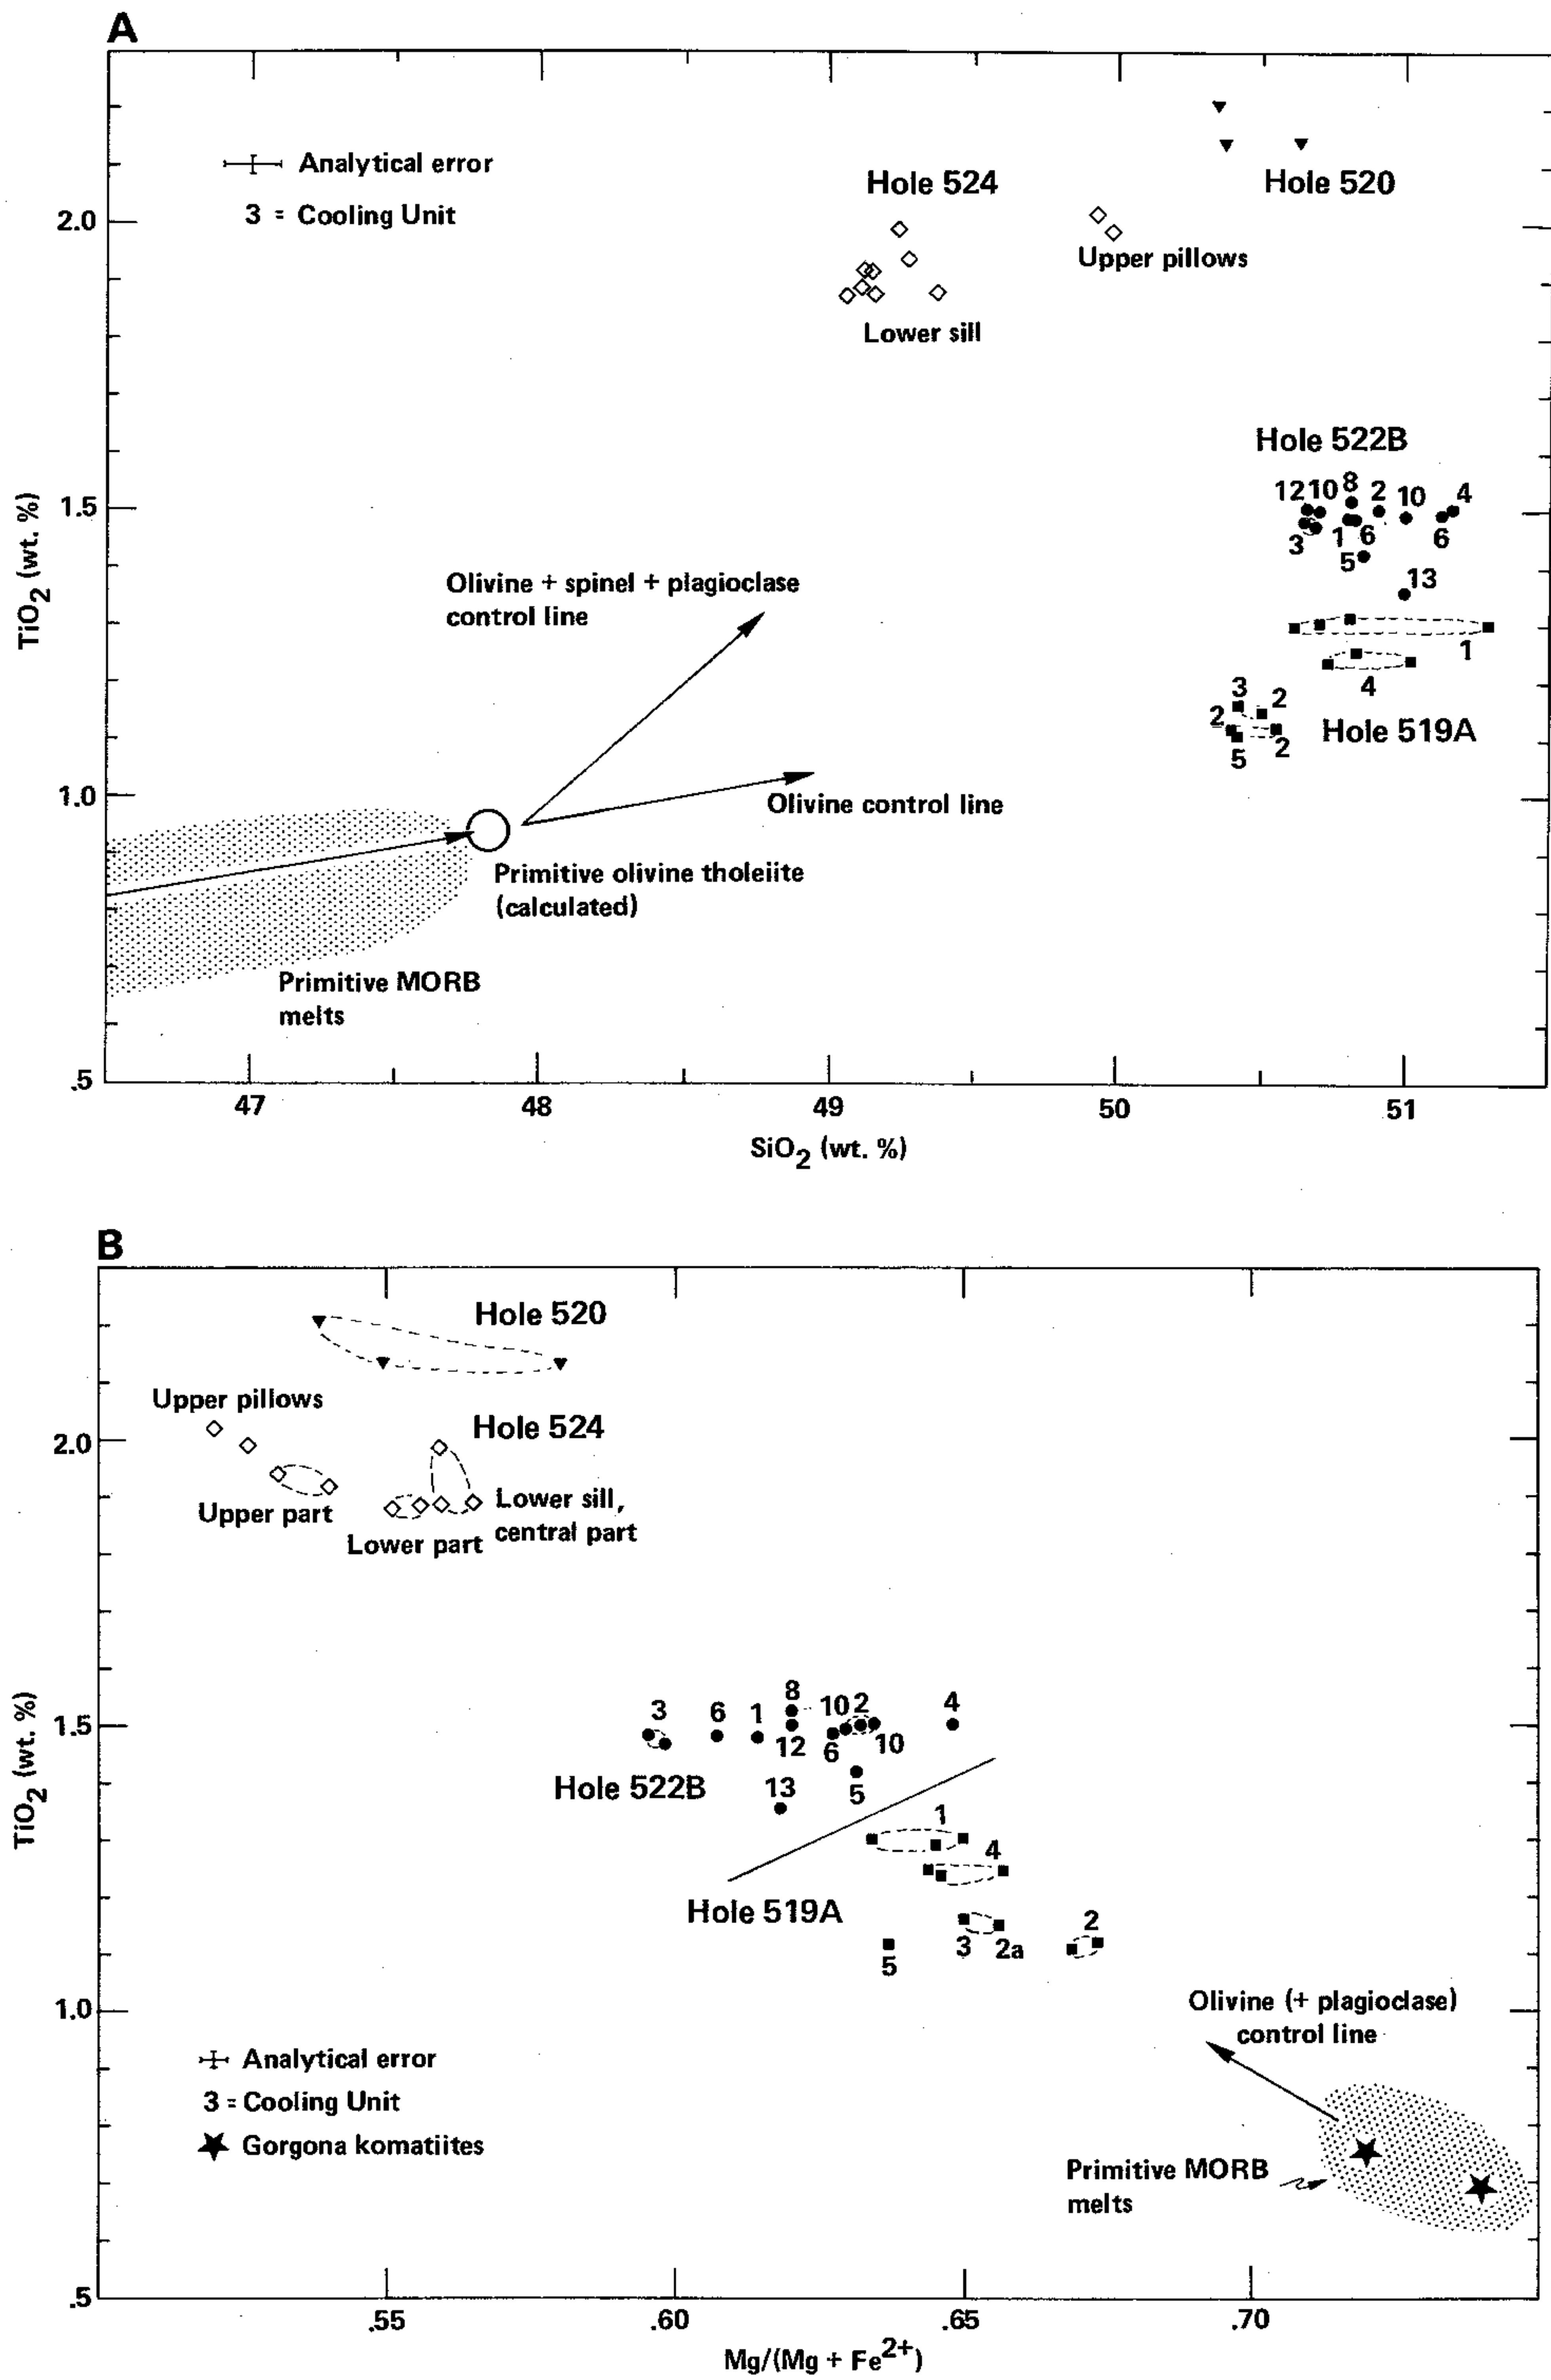 A
Analytical error
3 = Cooling Unit
Hole 524
Hole 520
Upper pillows
Lower sill
2.0
Hole 522B
12 10 8 2 10 4
3 1 6 6
5
13
1
4
3 2
2
5 2
Hole 519A
1.5
TiO2 (wt. %)
Olivine + spinel + plagioclase
control line
1.0
Olivine control line
Primitive olivine tholeiite
(calculated)
Primitive MORB
melts
.5
47 48 49 50 51
SiO2 (wt. %)
B
Hole 520
Upper pillows
Hole 524
2.0
Upper part
Lower sill,
central part
Lower part
3 6 1 8 10 2 4
12 6 10
Hole 522B
13 5
1.5
TiO2 (wt. %)
1
4
Hole 519A
2
3 2a
5
1.0
Olivine (+ plagioclase)
control line
Analytical error
3 = Cooling Unit
Gorgona komatiites
Primitive MORB
melts
.5
.55 .60 .65 .70
Mg/(Mg + Fe2+)